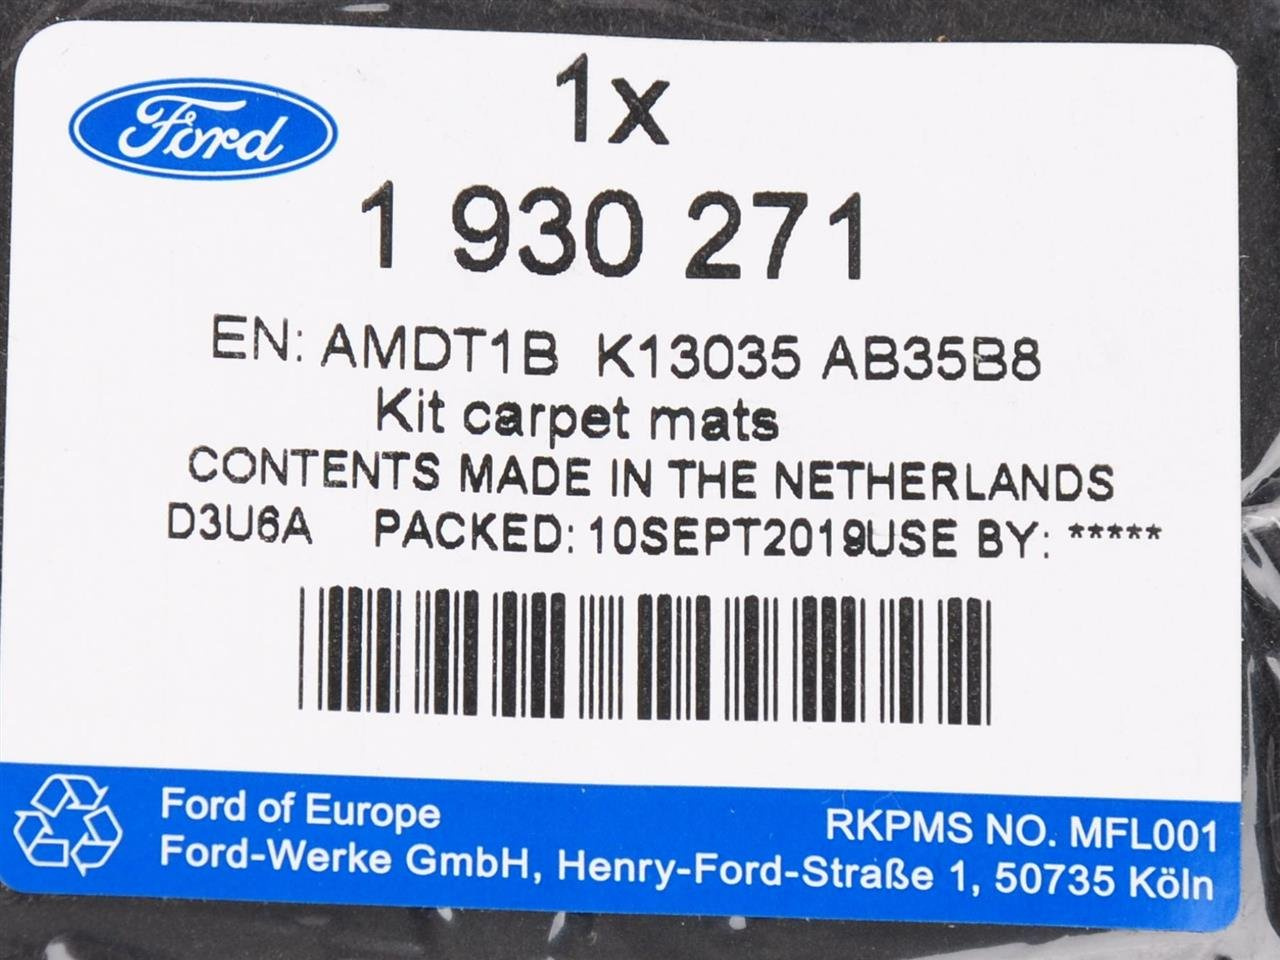 Ford
1x
1 930 271
EN: AMDT1B K13035 AB35B8
Kit carpet mats
CONTENTS MADE IN THE NETHERLANDS
D3U6A PACKED: 10SEPT2019USE BY: *****
Ford of Europe
RKPMS NO. MFL001
Ford-Werke GmbH, Henry-Ford-Straße 1, 50735 Köln